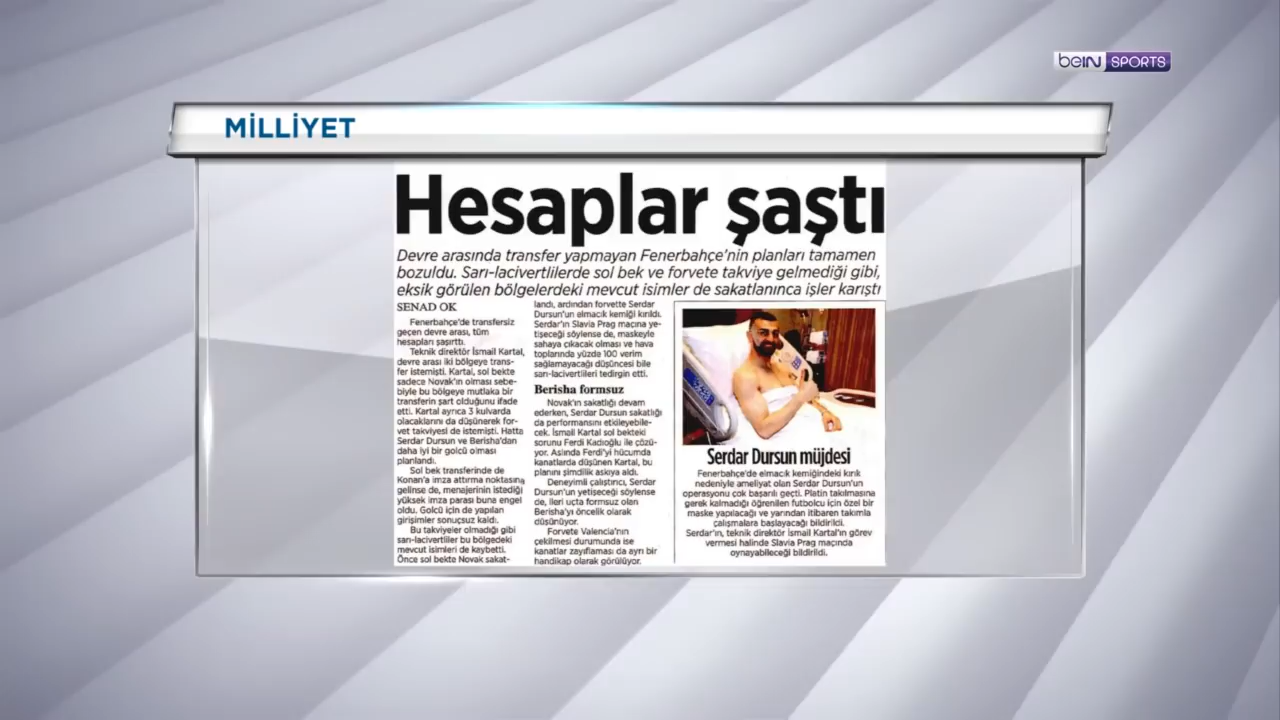 beIN SPORTS
MİLLİYET
Hesaplar şaştı
Devre arasında transfer yapmayan Fenerbahçe'nin planları tamamen
bozuldu. Sarı-lacivertlilerde sol bek ve forvete takviye gelmediği gibi,
eksik görülen bölgelerdeki mevcut isimler de sakatlanınca işler karıştı
SENAD OK
Fenerbahçe'de transfersiz
geçen devre arası, tüm
hesapları şaşırttı.
Teknik direktör İsmail Kartal,
devre arası iki bölgeye trans-
fer istemişti. Kartal, sol bekte
sadece Novak'ın olması sebe-
biyle bu bölgeye mutlaka bir
transferin şart olduğunu ifade
etti. Kartal ayrıca 3 kulvarda
olacaklarını da düşünerek for-
vet takviyesi de istemişti. Hatta
Serdar Dursun ve Berisha'dan
daha iyi bir golcü olması
planlandı.
Sol bek transferinde de
Konan'a imza attırma noktasına
gelinse de, menajerinin istediği
yüksek imza parası buna engel
oldu. Golcü için de yapılan
girişimler sonuçsuz kaldı.
Bu takviyeler olmadığı gibi
sarı-lacivertliler bu bölgedeki
mevcut isimleri de kaybetti.
Önce sol bekte Novak sakat-
landı, ardından forvette Serdar
Dursun'un elmacık kemiği kırıldı.
Serdar'ın Slavia Prag maçına ye-
tişeceği söylense de, maskeyle
sahaya çıkacak olması ve hava
toplarında yüzde 100 verim
sağlamayacağı düşüncesi bile
sarı-lacivertlileri tedirgin etti.
Berisha formsuz
Novak'ın sakatlığı devam
ederken, Serdar Dursun sakatlığı
da performansını etkileyebile-
cek. İsmail Kartal sol bekteki
sorunu Ferdi Kadıoğlu ile çözü-
yor. Aslında Ferdi'yi hücumda
kanatlarda düşünen Kartal, bu
planını şimdilik askıya aldı.
Deneyimli çalıştırıcı, Serdar
Dursun'un yetişeceği söylense
de, ileri uçta formsuz olan
Berisha'yı öncelik olarak
düşünüyor.
Forvete Valencia'nın
çekilmesi durumunda ise
kanatlar zayıflaması da ayrı bir
handikap olarak görülüyor.
Serdar Dursun müjdesi
Fenerbahçe'de elmacık kemiğindeki kırık
nedeniyle ameliyat olan Serdar Dursun'un
operasyonu çok başarılı geçti. Platin takılmasına
gerek kalmadığı öğrenilen futbolcu için özel bir
maske yapılacağı ve yarından itibaren takımla
çalışmalara başlayacağı bildirildi.
Serdar'ın, teknik direktör İsmail Kartal'ın görev
vermesi halinde Slavia Prag maçında
oynayabileceği bildirildi.